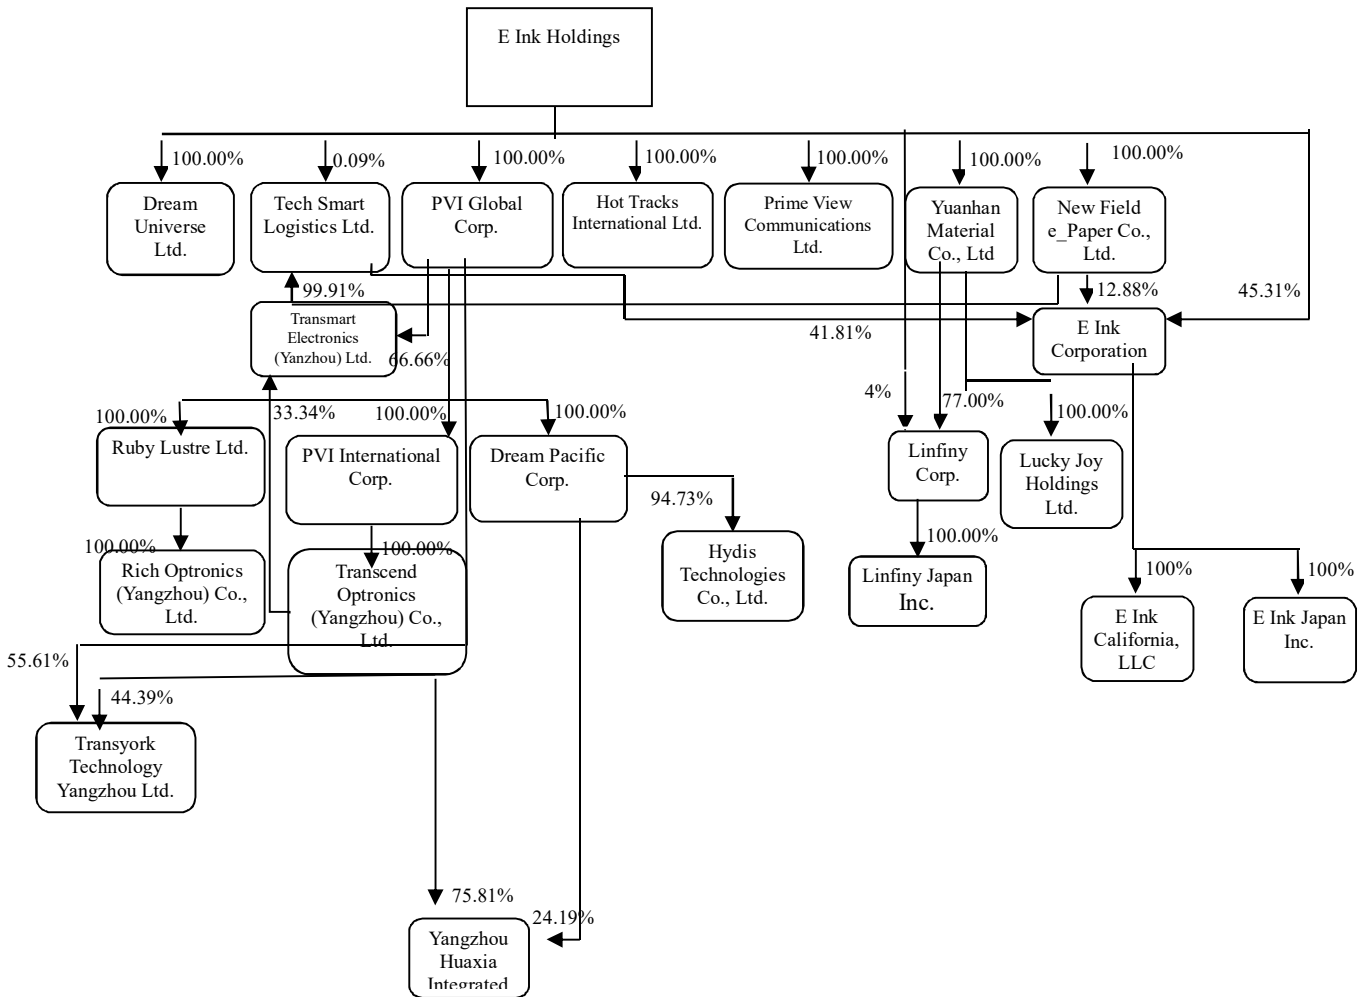 E Ink Holdings
100.00%
0.09%
100.00%
100.00%
100.00%
100.00%
100.00%
Dream
Universe
Ltd.
Tech Smart
Logistics Ltd.
PVI Global
Corp.
Hot Tracks
International Ltd.
Prime View
Communications
Ltd.
Yuanhan
Material
Co., Ltd
New Field
e_Paper Co.,
Ltd.
99.91%
12.88%
45.31%
Transmart
Electronics
(Yanzhou) Ltd.
66.66%
41.81%
E Ink
Corporation
100.00%
33.34%
100.00%
100.00%
4%
77.00%
100.00%
Ruby Lustre Ltd.
PVI International
Corp.
Dream Pacific
Corp.
Linfiny
Corp.
Lucky Joy
Holdings
Ltd.
94.73%
100.00%
100.00%
100.00%
Rich Optronics
(Yangzhou) Co.,
Ltd.
Transcend
Optronics
(Yangzhou) Co.,
Ltd.
Hydis
Technologies
Co., Ltd.
Linfiny Japan
Inc.
100%
100%
E Ink
California,
LLC
E Ink Japan
Inc.
55.61%
44.39%
Transyork
Technology
Yangzhou Ltd.
75.81%
24.19%
Yangzhou
Huaxia
Integrated